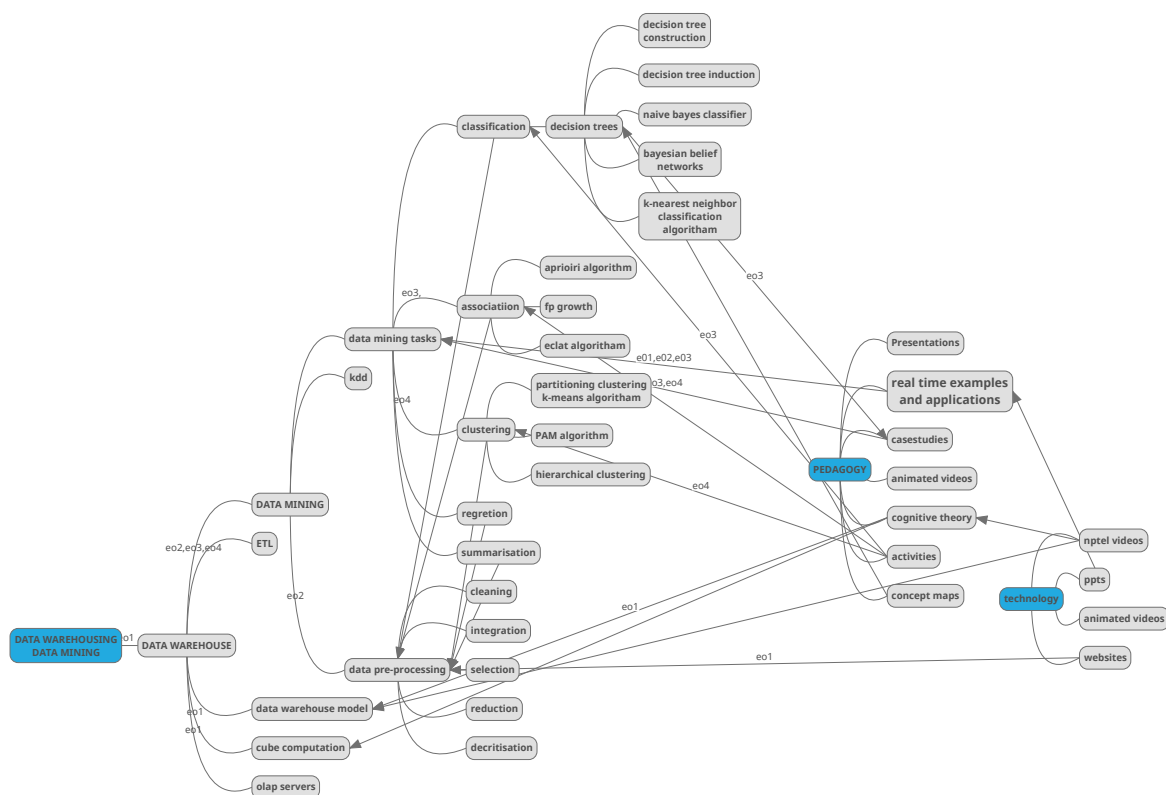 decision tree
construction
decision tree induction
naive bayes classifier
classification
decision trees
bayesian belief
networks
k-nearest neighbor
classification
algoritham
aprioiri algorithm
eo3
eo3,
associatiion
fp growth
eo3
data mining tasks
eclat algoritham
Presentations
e01,e02,e03
kdd
partitioning clustering
k-means algoritham
o3,eo4
real time examples
and applications
eo4
clustering
PAM algorithm
casestudies
hierarchical clustering
PEDAGOGY
animated videos
eo4
DATA MINING
regretion
cognitive theory
eo2,eo3,eo4
ETL
summarisation
activities
nptel videos
eo2
cleaning
concept maps
ppts
technology
eo1
integration
animated videos
DATA WAREHOUSING
DATA MINING
eo1
DATA WAREHOUSE
data pre-processing
selection
eo1
websites
eo1
data warehouse model
reduction
eo1
cube computation
decritisation
olap servers